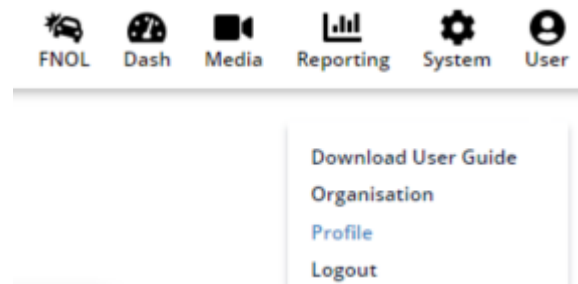 FNOL Dash Media Reporting System User
Download User Guide
Organisation
Profile
Logout